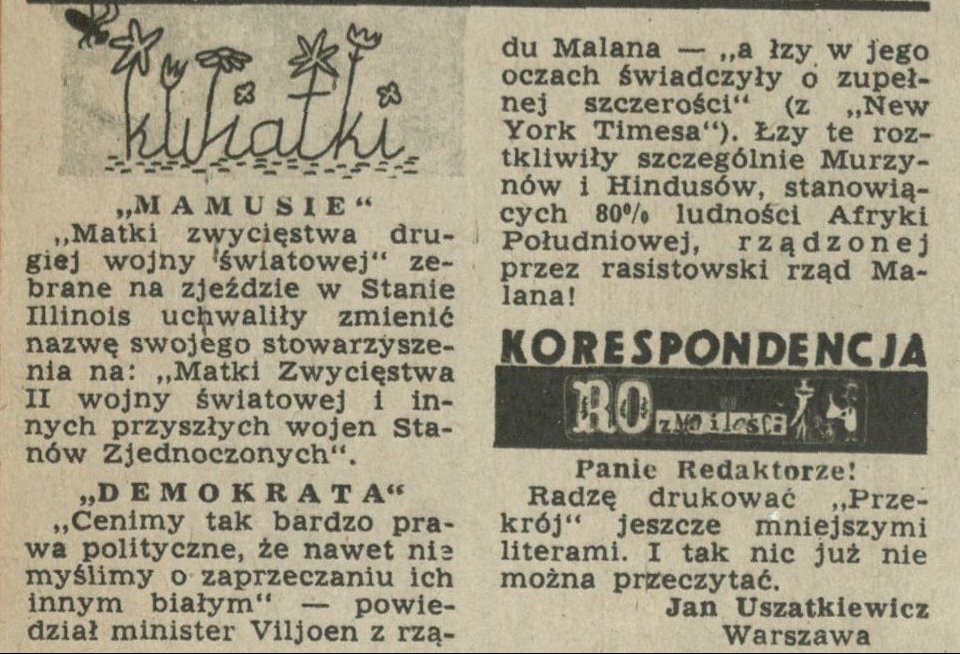 kwiatki
„MAMUSIE“
„Matki zwycięstwa dru-
giej wojny światowej“ ze-
brane na zjeździe w Stanie
Illinois uchwaliły zmienić
nazwę swojego stowarzysze-
nia na: „Matki Zwycięstwa
II wojny światowej i in-
nych przyszłych wojen Sta-
nów Zjednoczonych“.
„DEMOKRATA“
„Cenimy tak bardzo pra-
wa polityczne, że nawet nie
myślimy o zaprzeczaniu ich
innym białym“ — powie-
dział minister Viljoen z rzą-
du Malana — „a łzy w jego
oczach świadczyły o zupeł-
nej szczerości“ (z „New
York Timesa“). Łzy te roz-
tkliwiły szczególnie Murzy-
nów i Hindusów, stanowią-
cych 80% ludności Afryki
Południowej, rządzonej
przez rasistowski rząd Ma-
lana!
KORESPONDENCJA
ROzMAitości
Panie Redaktorze!
Radzę drukować „Prze-
krój“ jeszcze mniejszymi
literami. I tak nic już nie
można przeczytać.
Jan Uszatkiewicz
Warszawa